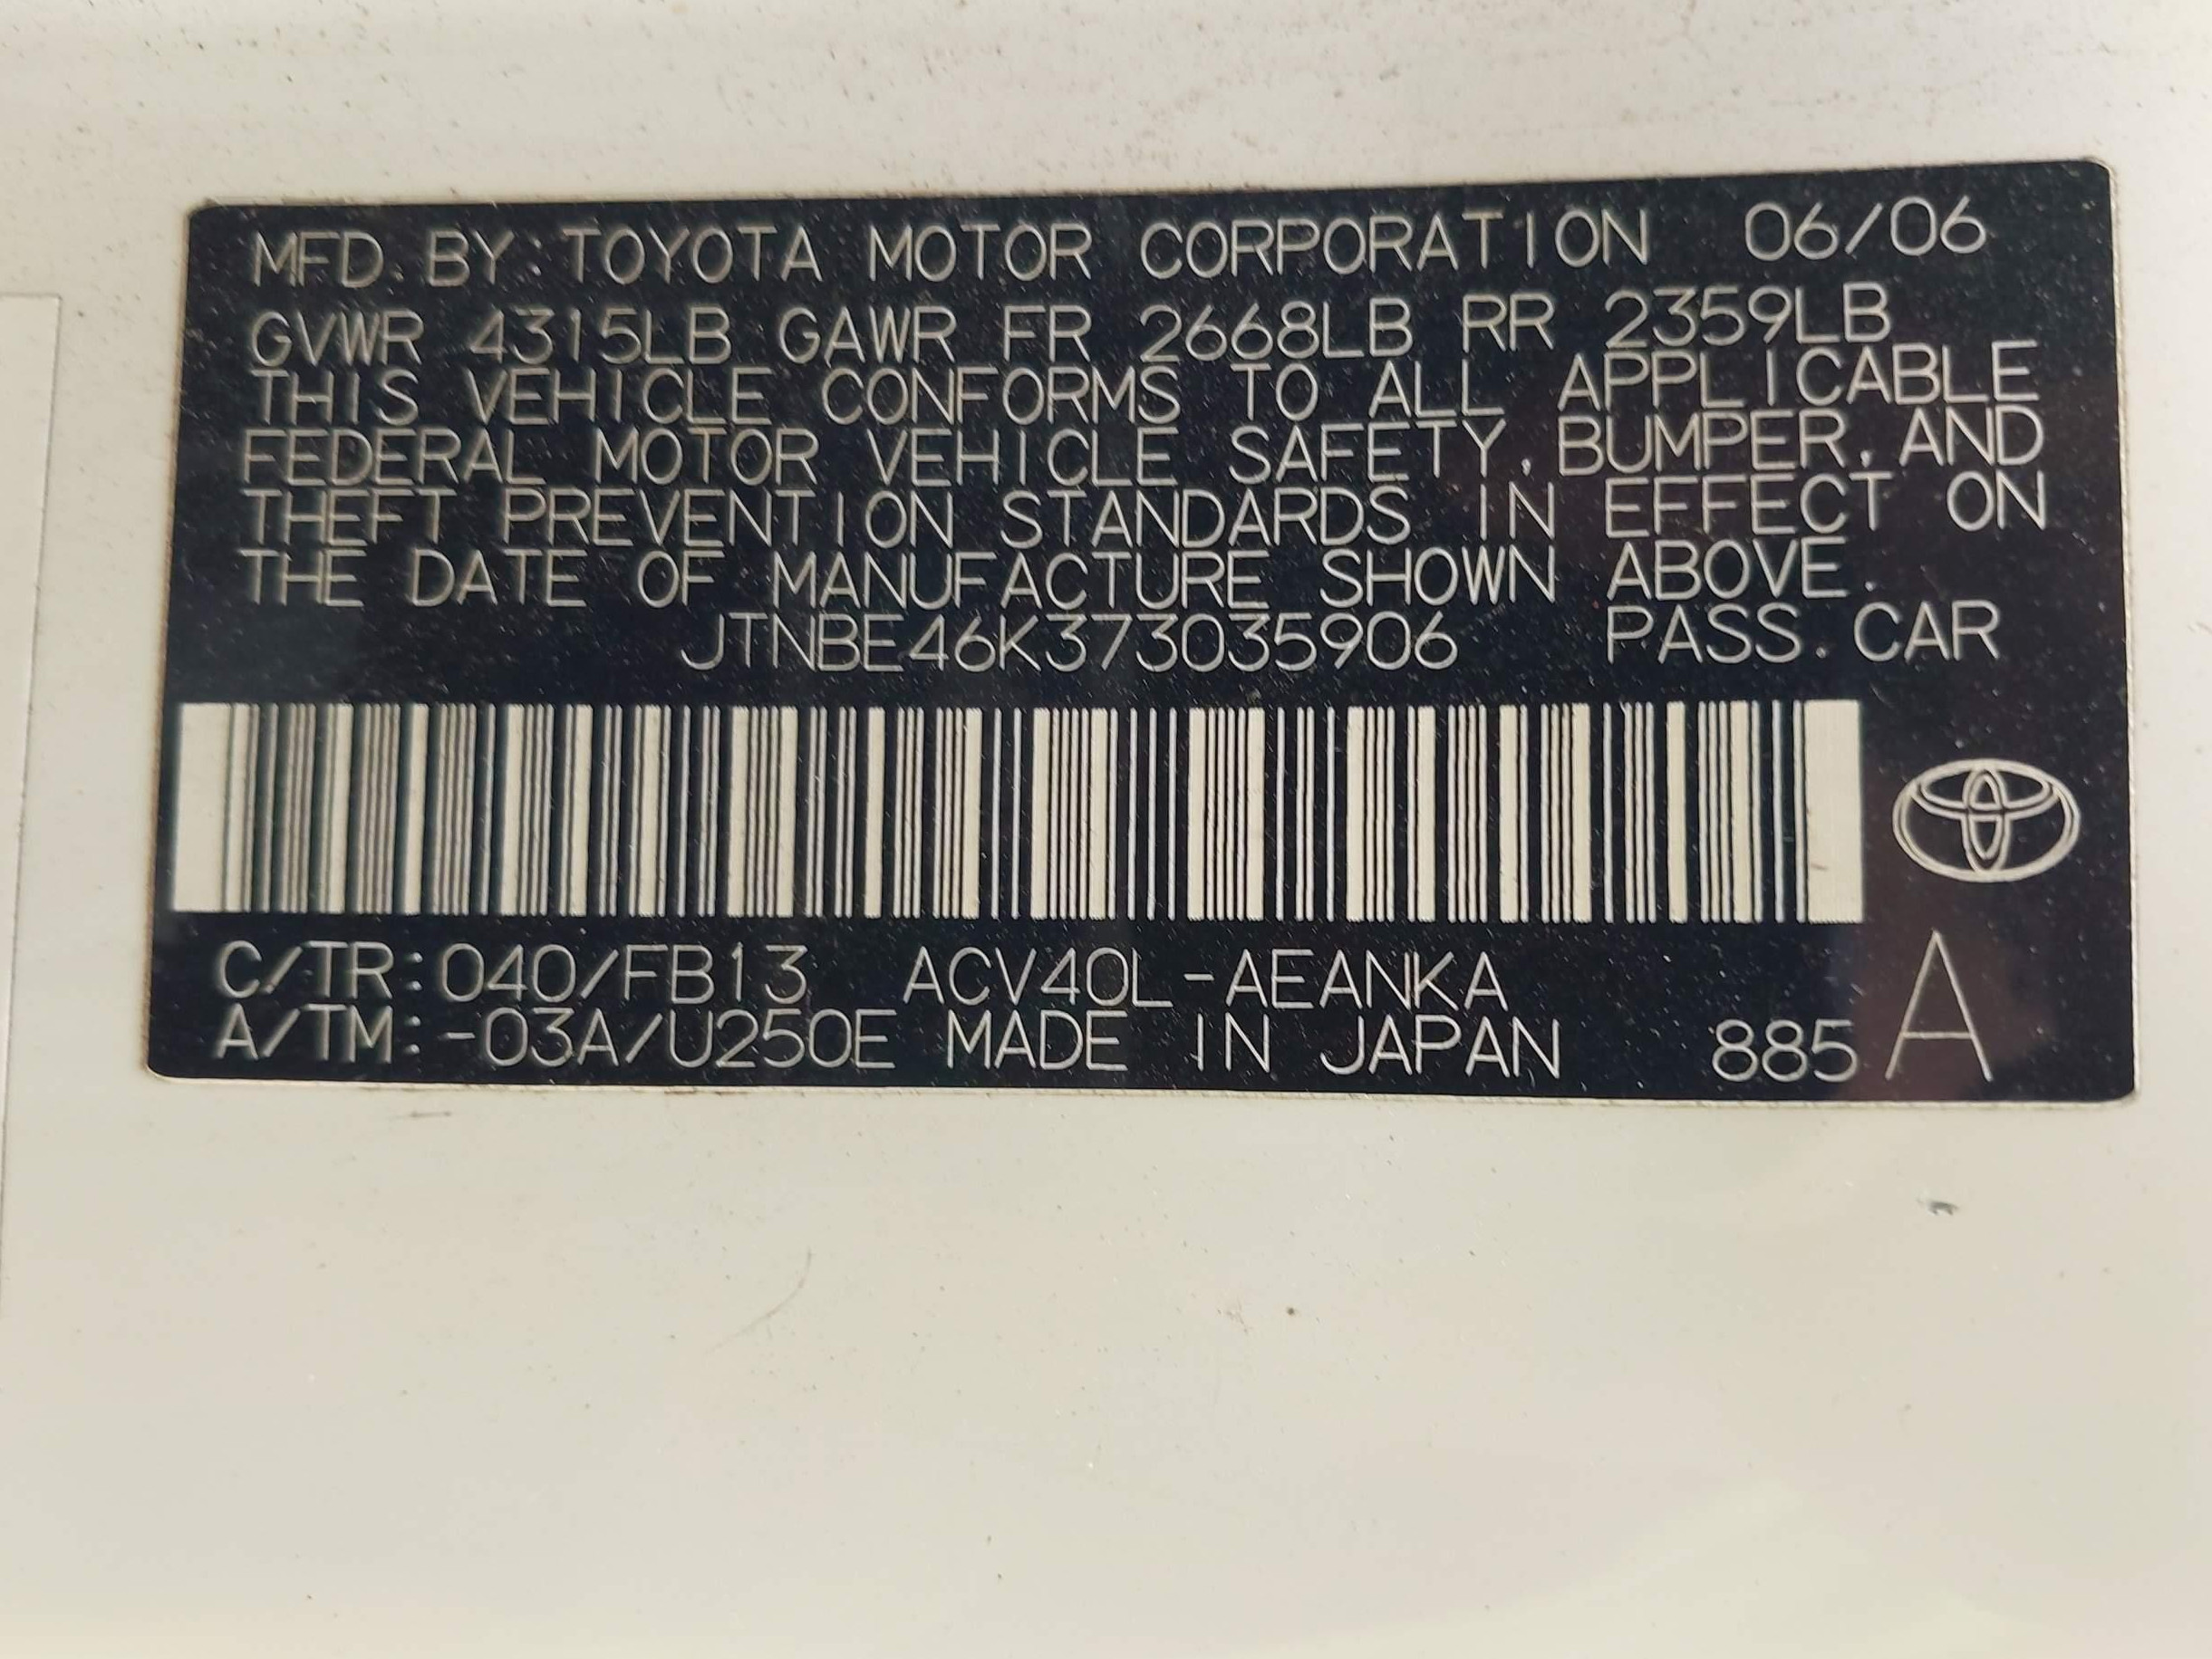 MFD. BY: TOYOTA MOTOR CORPORATION 06/06
GVWR 4315LB GAWR FR 2668LB RR 2359LB
THIS VEHICLE CONFORMS TO ALL APPLICABLE
FEDERAL MOTOR VEHICLE SAFETY, BUMPER, AND
THEFT PREVENTION STANDARDS IN EFFECT ON
THE DATE OF MANUFACTURE SHOWN ABOVE.
JTNBE46K373035906 PASS. CAR
C/TR:040/FB13 ACV40L-AEANKA
A/TM:-03A/U250E MADE IN JAPAN 885 A